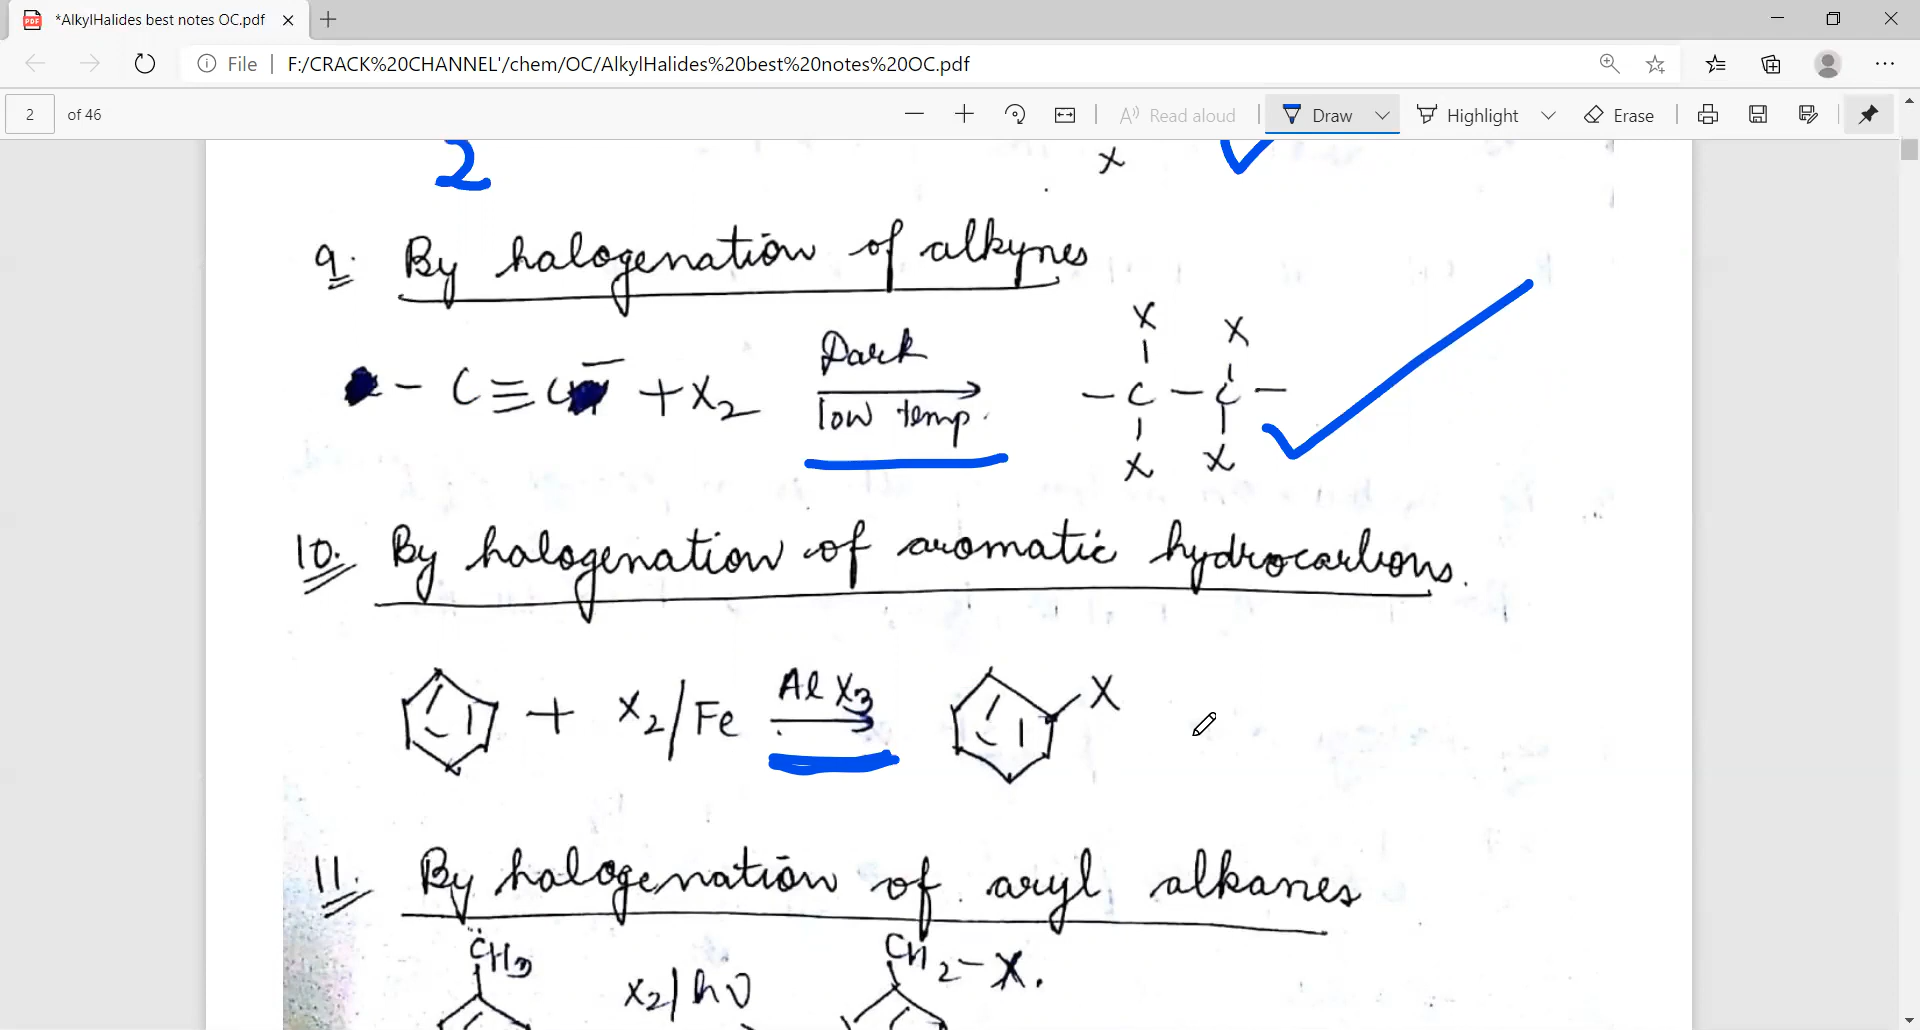 *AlkylHalides best notes OC.pdf
File | F:/CRACK%20CHANNEL'/chem/OC/AlkylHalides%20best%20notes%20OC.pdf
2 of 46 Read aloud Draw Highlight Erase
2 X
9. By halogenation of alkynes
- C ≡ C - + X2 Dark low temp. - C - C - X X X X
10. By halogenation of aromatic hydrocarbons.
+ X2/Fe AlX3 X
11. By halogenation of aryl alkanes
CH3 X2/hν CH2-X.